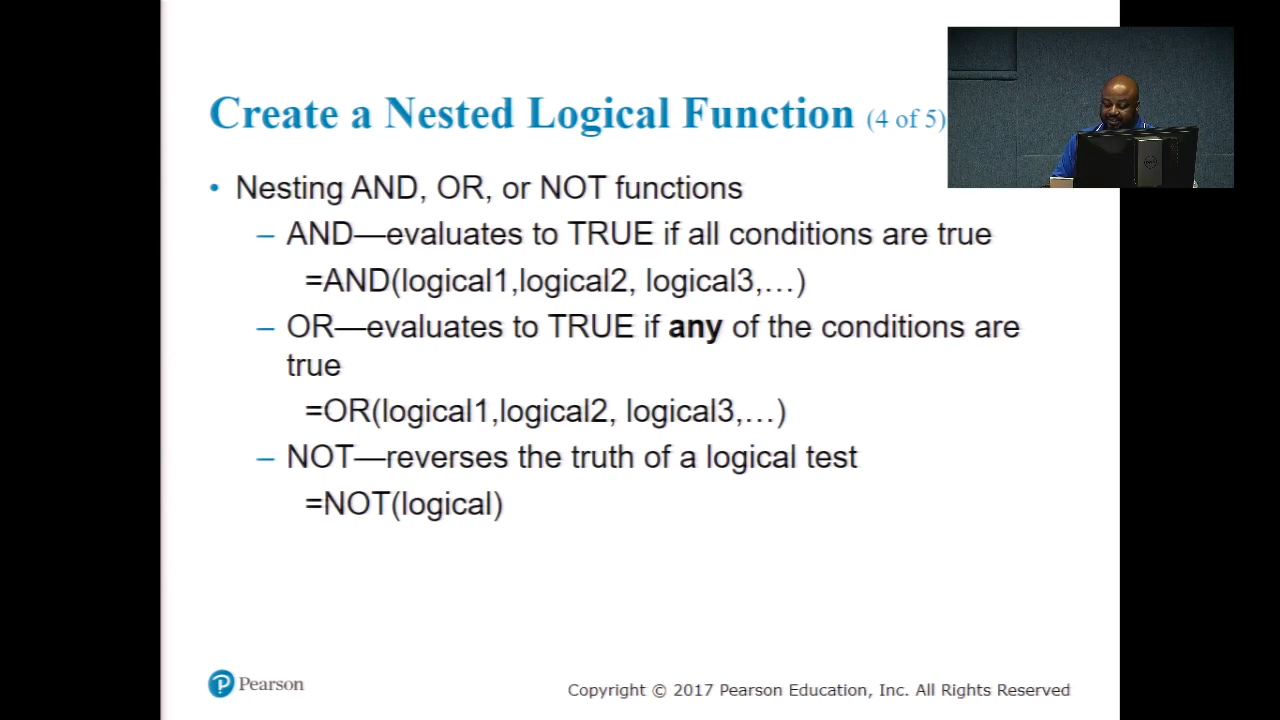 Create a Nested Logical Function (4 of 5)
• Nesting AND, OR, or NOT functions
– AND—evaluates to TRUE if all conditions are true
=AND(logical1,logical2, logical3,…)
– OR—evaluates to TRUE if any of the conditions are
true
=OR(logical1,logical2, logical3,…)
– NOT—reverses the truth of a logical test
=NOT(logical)
Pearson
Copyright © 2017 Pearson Education, Inc. All Rights Reserved